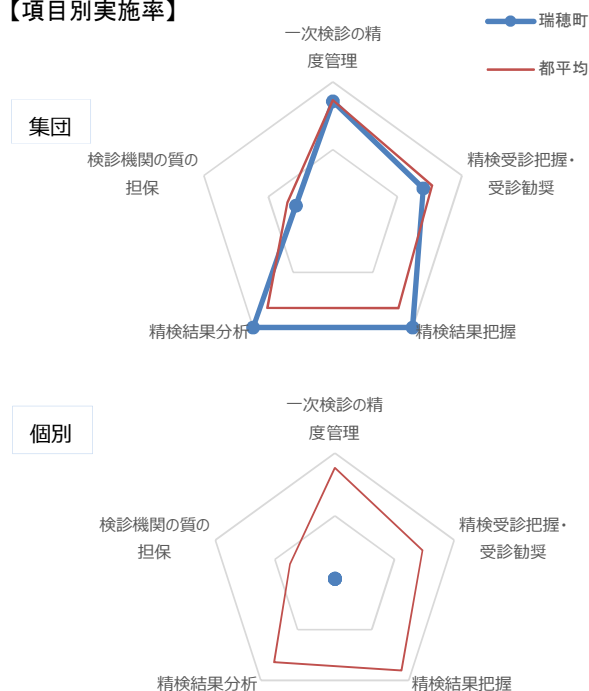 【項目別実施率】
瑞穂町
都平均
集団
一次検診の精
度管理
精検受診把握・
受診勧奨
精検結果把握
精検結果分析
検診機関の質の
担保
個別
一次検診の精
度管理
精検受診把握・
受診勧奨
精検結果把握
精検結果分析
検診機関の質の
担保